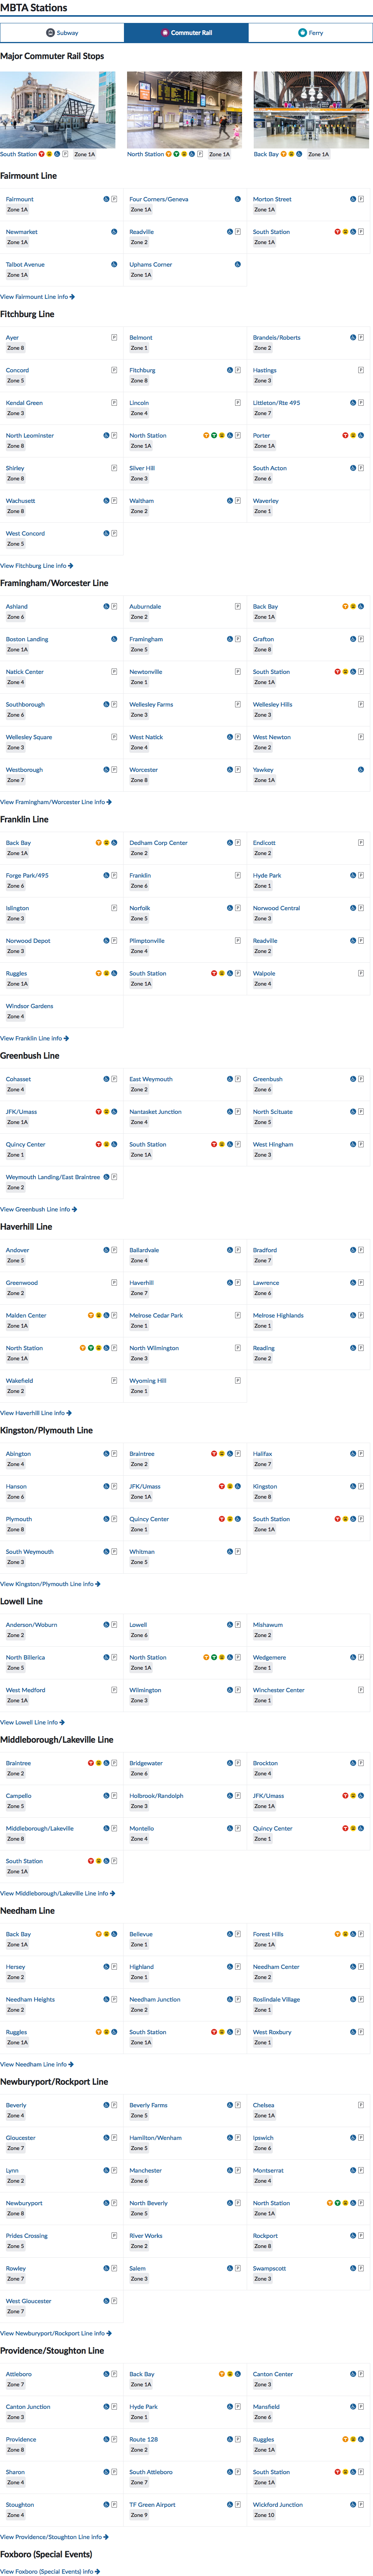 MBTA Stations
Subway
Commuter Rail
Ferry
Major Commuter Rail Stops
South Station P Zone 1A
North Station P Zone 1A
Back Bay Zone 1A
Fairmount Line
Fairmount P
Zone 1A
Four Corners/Geneva
Zone 1A
Morton Street P
Zone 1A
Newmarket
Zone 1A
Readville P
Zone 2
South Station P
Zone 1A
Talbot Avenue
Zone 1A
Uphams Corner
Zone 1A
View Fairmount Line info
Fitchburg Line
Ayer P
Zone 8
Belmont
Zone 1
Brandeis/Roberts P
Zone 2
Concord P
Zone 5
Fitchburg P
Zone 8
Hastings P
Zone 3
Kendal Green P
Zone 3
Lincoln P
Zone 4
Littleton/Rte 495 P
Zone 7
North Leominster P
Zone 8
North Station P
Zone 1A
Porter
Zone 1A
Shirley P
Zone 8
Silver Hill
Zone 3
South Acton P
Zone 6
Wachusett P
Zone 8
Waltham P
Zone 2
Waverley
Zone 1
West Concord P
Zone 5
View Fitchburg Line info
Framingham/Worcester Line
Ashland P
Zone 6
Auburndale P
Zone 2
Back Bay
Zone 1A
Boston Landing
Zone 1A
Framingham P
Zone 5
Grafton P
Zone 8
Natick Center P
Zone 4
Newtonville P
Zone 1
South Station P
Zone 1A
Southborough P
Zone 6
Wellesley Farms P
Zone 3
Wellesley Hills P
Zone 3
Wellesley Square P
Zone 3
West Natick P
Zone 4
West Newton P
Zone 2
Westborough P
Zone 7
Worcester P
Zone 8
Yawkey
Zone 1A
View Framingham/Worcester Line info
Franklin Line
Back Bay
Zone 1A
Dedham Corp Center P
Zone 2
Endicott P
Zone 2
Forge Park/495 P
Zone 6
Franklin P
Zone 6
Hyde Park P
Zone 1
Islington P
Zone 3
Norfolk P
Zone 5
Norwood Central P
Zone 3
Norwood Depot P
Zone 3
Plimptonville P
Zone 4
Readville P
Zone 2
Ruggles
Zone 1A
South Station P
Zone 1A
Walpole P
Zone 4
Windsor Gardens
Zone 4
View Franklin Line info
Greenbush Line
Cohasset P
Zone 4
East Weymouth P
Zone 2
Greenbush P
Zone 6
JFK/Umass
Zone 1A
Nantasket Junction P
Zone 4
North Scituate P
Zone 5
Quincy Center
Zone 1
South Station P
Zone 1A
West Hingham P
Zone 3
Weymouth Landing/East Braintree P
Zone 2
View Greenbush Line info
Haverhill Line
Andover P
Zone 5
Ballardvale P
Zone 4
Bradford P
Zone 7
Greenwood P
Zone 2
Haverhill P
Zone 7
Lawrence P
Zone 6
Malden Center P
Zone 1A
Melrose Cedar Park P
Zone 1
Melrose Highlands P
Zone 1
North Station P
Zone 1A
North Wilmington P
Zone 3
Reading P
Zone 2
Wakefield P
Zone 2
Wyoming Hill P
Zone 1
View Haverhill Line info
Kingston/Plymouth Line
Abington P
Zone 4
Braintree P
Zone 2
Halifax P
Zone 7
Hanson P
Zone 6
JFK/Umass
Zone 1A
Kingston P
Zone 8
Plymouth P
Zone 8
Quincy Center
Zone 1
South Station P
Zone 1A
South Weymouth P
Zone 3
Whitman P
Zone 5
View Kingston/Plymouth Line info
Lowell Line
Anderson/Woburn P
Zone 2
Lowell P
Zone 6
Mishawum
Zone 2
North Billerica P
Zone 5
North Station P
Zone 1A
Wedgemere P
Zone 1
West Medford P
Zone 1A
Wilmington P
Zone 3
Winchester Center P
Zone 1
View Lowell Line info
Middleborough/Lakeville Line
Braintree P
Zone 2
Bridgewater P
Zone 6
Brockton P
Zone 4
Campello P
Zone 5
Holbrook/Randolph P
Zone 3
JFK/Umass
Zone 1A
Middleborough/Lakeville P
Zone 8
Montello P
Zone 4
Quincy Center
Zone 1
South Station P
Zone 1A
View Middleborough/Lakeville Line info
Needham Line
Back Bay
Zone 1A
Bellevue P
Zone 1
Forest Hills P
Zone 1A
Hersey P
Zone 2
Highland P
Zone 1
Needham Center P
Zone 2
Needham Heights P
Zone 2
Needham Junction P
Zone 2
Roslindale Village P
Zone 1
Ruggles
Zone 1A
South Station P
Zone 1A
West Roxbury P
Zone 1
View Needham Line info
Newburyport/Rockport Line
Beverly P
Zone 4
Beverly Farms P
Zone 5
Chelsea P
Zone 1A
Gloucester P
Zone 7
Hamilton/Wenham P
Zone 5
Ipswich P
Zone 6
Lynn P
Zone 2
Manchester P
Zone 6
Montserrat P
Zone 4
Newburyport P
Zone 8
North Beverly P
Zone 5
North Station P
Zone 1A
Prides Crossing P
Zone 5
River Works
Zone 2
Rockport P
Zone 8
Rowley P
Zone 7
Salem P
Zone 3
Swampscott P
Zone 3
West Gloucester P
Zone 7
View Newburyport/Rockport Line info
Providence/Stoughton Line
Attleboro P
Zone 7
Back Bay
Zone 1A
Canton Center P
Zone 3
Canton Junction P
Zone 3
Hyde Park P
Zone 1
Mansfield P
Zone 6
Providence P
Zone 8
Route 128 P
Zone 2
Ruggles
Zone 1A
Sharon P
Zone 4
South Attleboro P
Zone 7
South Station P
Zone 1A
Stoughton P
Zone 4
TF Green Airport P
Zone 9
Wickford Junction P
Zone 10
View Providence/Stoughton Line info
Foxboro (Special Events)
View Foxboro (Special Events) info